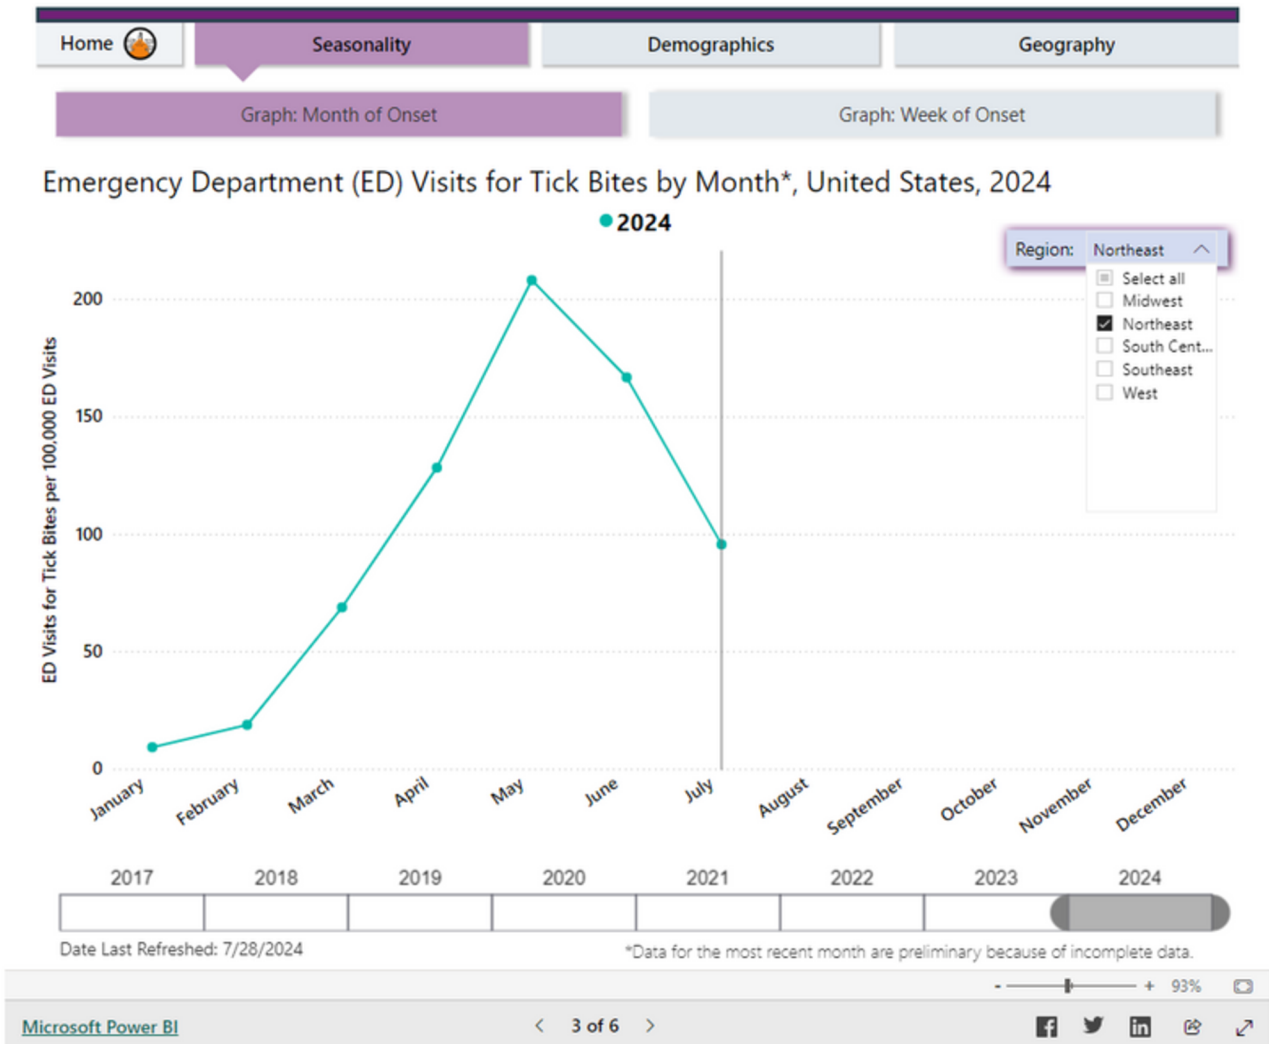 Home
Seasonality
Demographics
Geography
Graph: Month of Onset
Graph: Week of Onset
Emergency Department (ED) Visits for Tick Bites by Month*, United States, 2024
2024
Region: Northeast
Select all
Midwest
Northeast
South Cent...
Southeast
West
ED Visits for Tick Bites per 100,000 ED Visits
200
150
100
50
0
January
February
March
April
May
June
July
August
September
October
November
December
2017
2018
2019
2020
2021
2022
2023
2024
Date Last Refreshed: 7/28/2024
*Data for the most recent month are preliminary because of incomplete data.
- + 93%
Microsoft Power BI
< 3 of 6 >